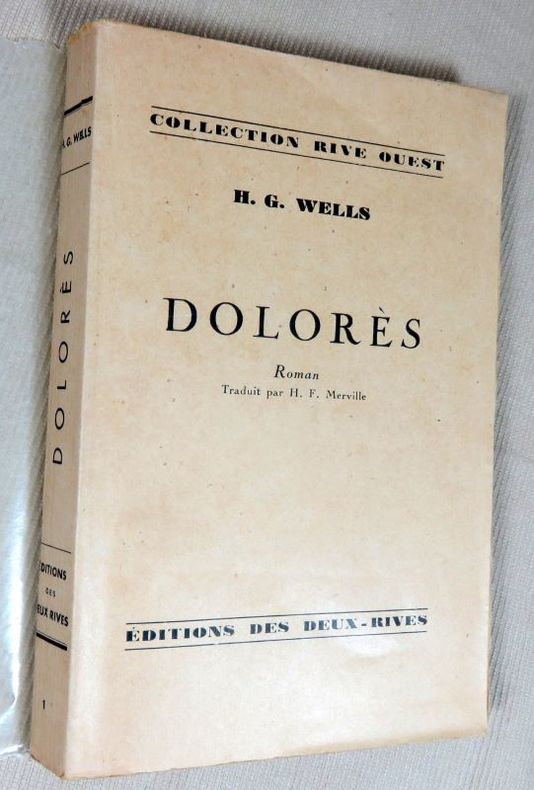 COLLECTION RIVE OUEST
H. G. WELLS
DOLORÈS
Roman
Traduit par H. F. Merville
ÉDITIONS DES DEUX-RIVES
H. G. WELLS
DOLORÈS
ÉDITIONS
DES
DEUX RIVES
1